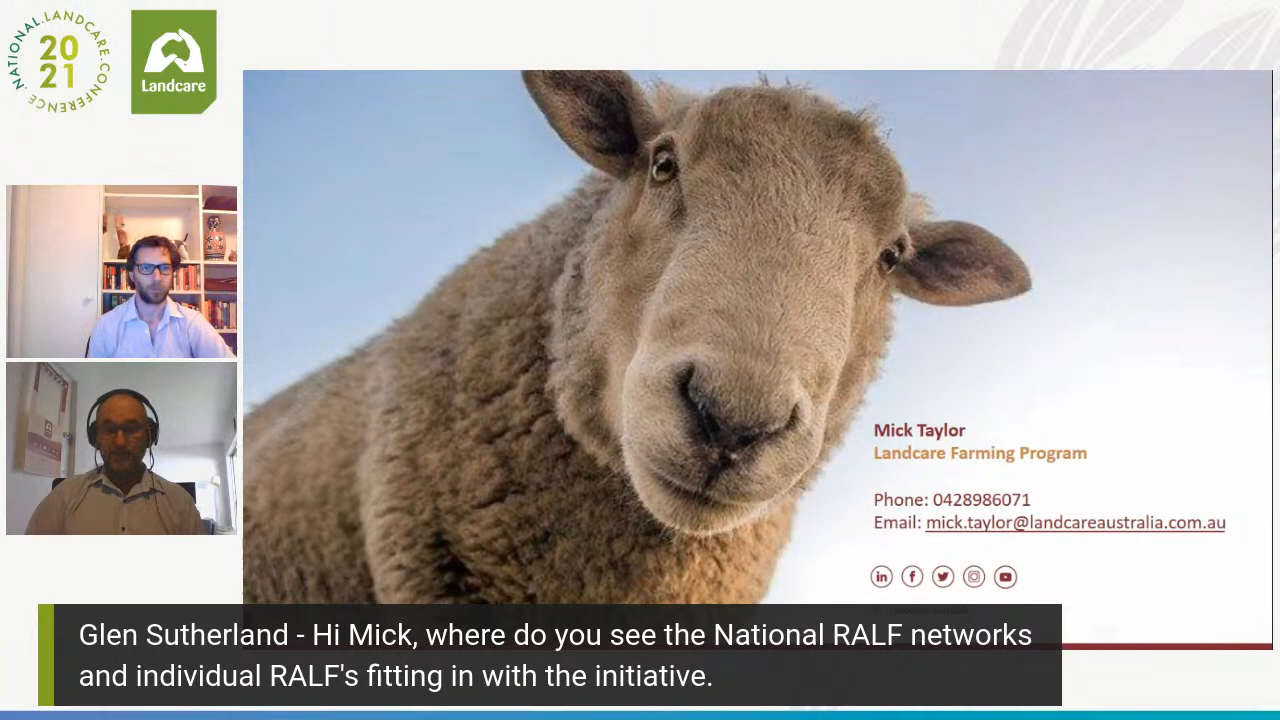 NATIONAL.LANDCARE.CONFERENCE.
20
21
Landcare
Mick Taylor
Landcare Farming Program
Phone: 0428986071
Email: mick.taylor@landcareaustralia.com.au
in
Glen Sutherland - Hi Mick, where do you see the National RALF networks
and individual RALF's fitting in with the initiative.